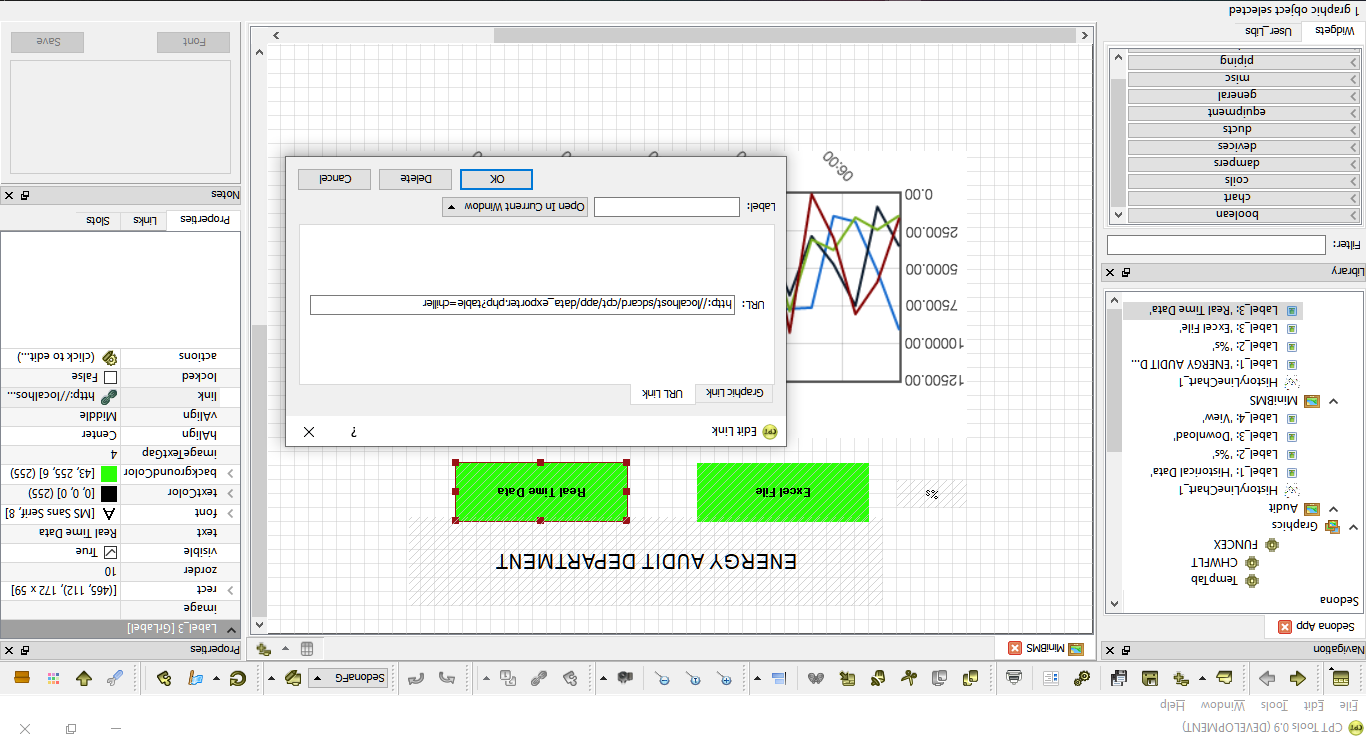 CPT Tools 0.9 (DEVELOPMENT)
File Edit Tools Window Help
SedonaFG
Navigation
Sedona App
Sedona
TempTab
CHWFLT
FUNCEX
Graphics
Audit
HistoryLineChart_1
Label_1: 'Historical Data'
Label_2: '%s'
Label_3: 'Download'
Label_4: 'View'
MiniBMS
HistoryLineChart_1
Label_1: 'ENERGY AUDIT D...
Label_2: '%s'
Label_3: 'Excel File'
Label_3: 'Real Time Data'
Library
Filter:
boolean
chart
coils
dampers
devices
ducts
equipment
general
misc
piping
Widgets User_Libs
1 graphic object selected
MiniBMS
ENERGY AUDIT DEPARTMENT
%s
Excel File
Real Time Data
12500.00
10000.00
7500.00
5000.00
2500.00
0.00
06:00
Edit Link
?
Graphic Link URL Link
URL: http://localhost/sdcard/cpt/app/data_exporter.php?table=chiller
Label: Open In Current Window
OK Delete Cancel
Properties
Label_3 [GrLabel]
image
rect [(465, 112), 172 x 59]
zorder 10
visible True
text Real Time Data
font [MS Sans Serif, 8]
textColor [0, 0, 0] (255)
backgroundColor [43, 255, 6] (255)
imageTextGap 4
hAlign Center
vAlign Middle
link http://localhos...
locked False
actions (click to edit...)
Properties Links Slots
Notes
Font Save